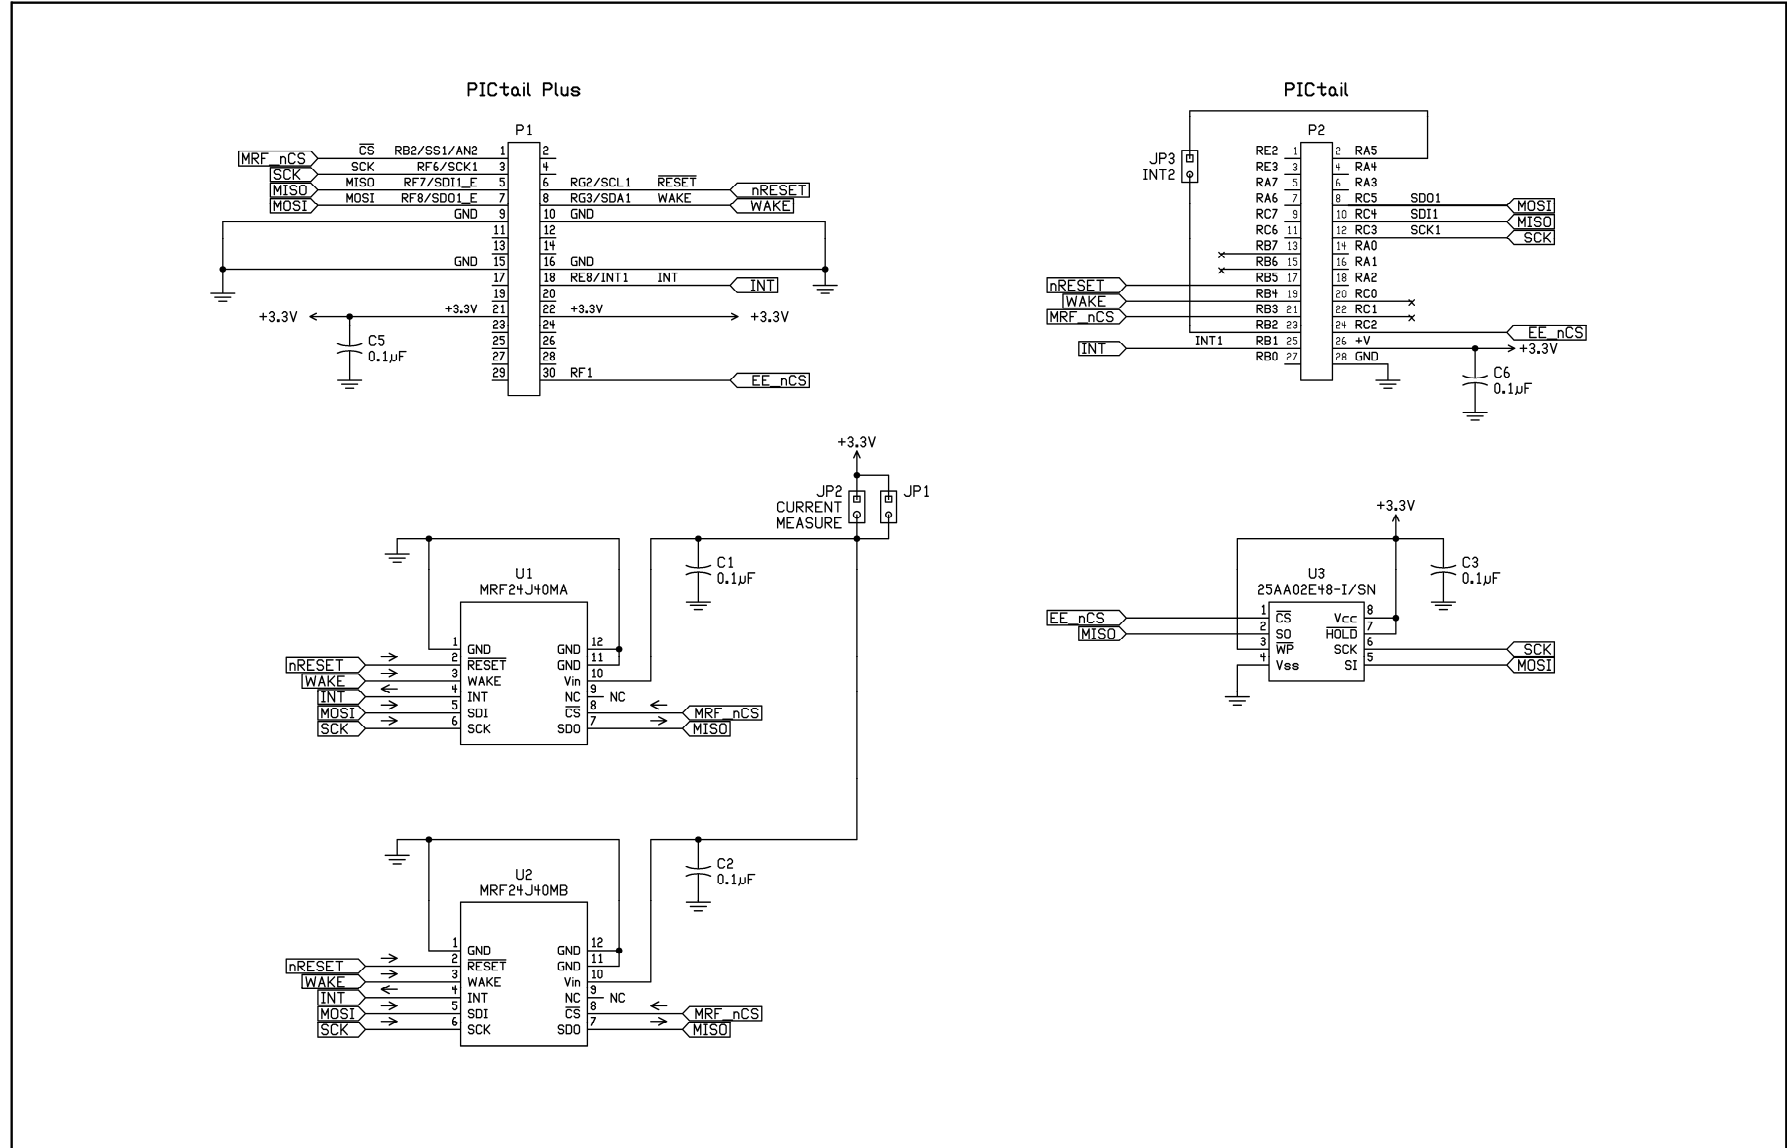 PICtail Plus
P1
MRF_nCS CS RB2/SS1/AN2 1 2
SCK SCK RF6/SCK1 3 4
MISO MISO RF7/SDI1_E 5 6 RG2/SCL1 RESET nRESET
MOSI MOSI RF8/SDO1_E 7 8 RG3/SDA1 WAKE WAKE
GND 9 10 GND
11 12
13 14
GND 15 16 GND
17 18 RE8/INT1 INT INT
19 20
+3.3V +3.3V 21 22 +3.3V +3.3V
23 24
C5
0.1µF
25 26
27 28
29 30 RF1 EE_nCS
PICtail
P2
JP3
INT2
RE2 1 2 RA5
RE3 3 4 RA4
RA7 5 6 RA3
RA6 7 8 RC5 SDO1 MOSI
RC7 9 10 RC4 SDI1 MISO
RC6 11 12 RC3 SCK1 SCK
RB7 13 14 RA0
RB6 15 16 RA1
nRESET RB5 17 18 RA2
WAKE RB4 19 20 RC0
MRF_nCS RB3 21 22 RC1
RB2 23 24 RC2 EE_nCS
INT INT1 RB1 25 26 +V +3.3V
RB0 27 28 GND
C6
0.1µF
+3.3V
JP2 JP1
CURRENT
MEASURE
C1
0.1µF
U1
MRF24J40MA
1 GND GND 12
nRESET 2 RESET GND 11
WAKE 3 WAKE Vin 10
INT 4 INT NC 9 NC
MOSI 5 SDI CS 8 MRF_nCS
SCK 6 SCK SDO 7 MISO
+3.3V
C3
0.1µF
U3
25AA02E48-I/SN
EE_nCS 1 CS Vcc 8
MISO 2 SO HOLD 7
3 WP SCK 6 SCK
4 Vss SI 5 MOSI
C2
0.1µF
U2
MRF24J40MB
1 GND GND 12
nRESET 2 RESET GND 11
WAKE 3 WAKE Vin 10
INT 4 INT NC 9 NC
MOSI 5 SDI CS 8 MRF_nCS
SCK 6 SCK SDO 7 MISO